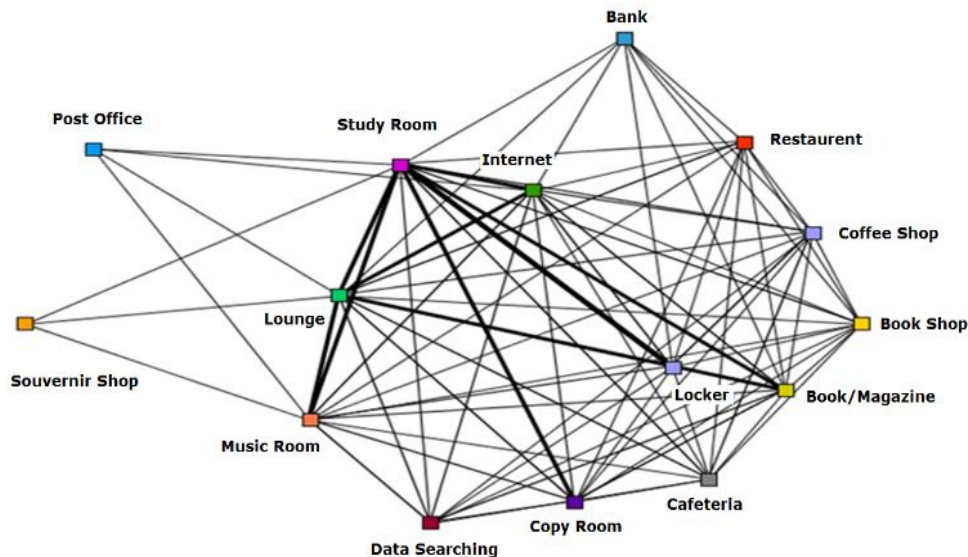 Bank
Post Office
Study Room
Restaurent
Internet
Coffee Shop
Lounge
Book Shop
Souvernir Shop
Locker
Book/Magazine
Music Room
Cafeteria
Copy Room
Data Searching